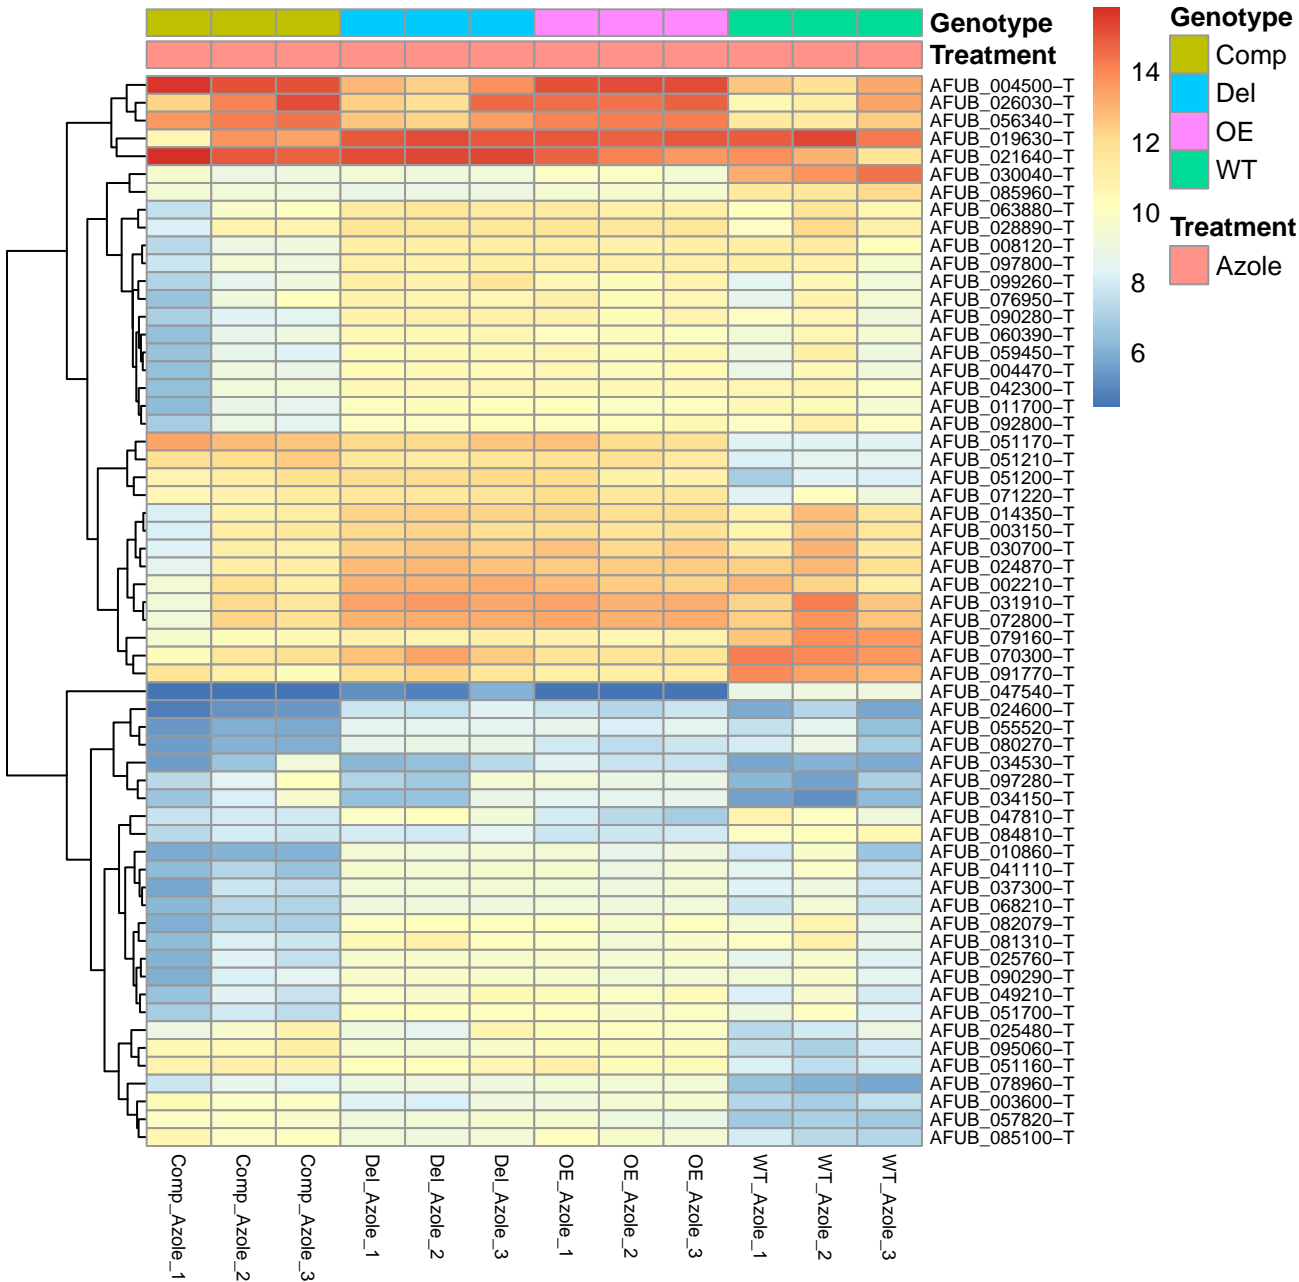 Genotype
Treatment
AFUB_004500−T
AFUB_026030−T
AFUB_056340−T
AFUB_019630−T
AFUB_021640−T
AFUB_030040−T
AFUB_085960−T
AFUB_063880−T
AFUB_028890−T
AFUB_008120−T
AFUB_097800−T
AFUB_099260−T
AFUB_076950−T
AFUB_090280−T
AFUB_060390−T
AFUB_059450−T
AFUB_004470−T
AFUB_042300−T
AFUB_011700−T
AFUB_092800−T
AFUB_051170−T
AFUB_051210−T
AFUB_051200−T
AFUB_071220−T
AFUB_014350−T
AFUB_003150−T
AFUB_030700−T
AFUB_024870−T
AFUB_002210−T
AFUB_031910−T
AFUB_072800−T
AFUB_079160−T
AFUB_070300−T
AFUB_091770−T
AFUB_047540−T
AFUB_024600−T
AFUB_055520−T
AFUB_080270−T
AFUB_034530−T
AFUB_097280−T
AFUB_034150−T
AFUB_047810−T
AFUB_084810−T
AFUB_010860−T
AFUB_041110−T
AFUB_037300−T
AFUB_068210−T
AFUB_082079−T
AFUB_081310−T
AFUB_025760−T
AFUB_090290−T
AFUB_049210−T
AFUB_051700−T
AFUB_025480−T
AFUB_095060−T
AFUB_051160−T
AFUB_078960−T
AFUB_003600−T
AFUB_057820−T
AFUB_085100−T
Comp_Azole_1
Comp_Azole_2
Comp_Azole_3
Del_Azole_1
Del_Azole_2
Del_Azole_3
OE_Azole_1
OE_Azole_2
OE_Azole_3
WT_Azole_1
WT_Azole_2
WT_Azole_3
14
12
10
8
6
Genotype
Comp
Del
OE
WT
Treatment
Azole